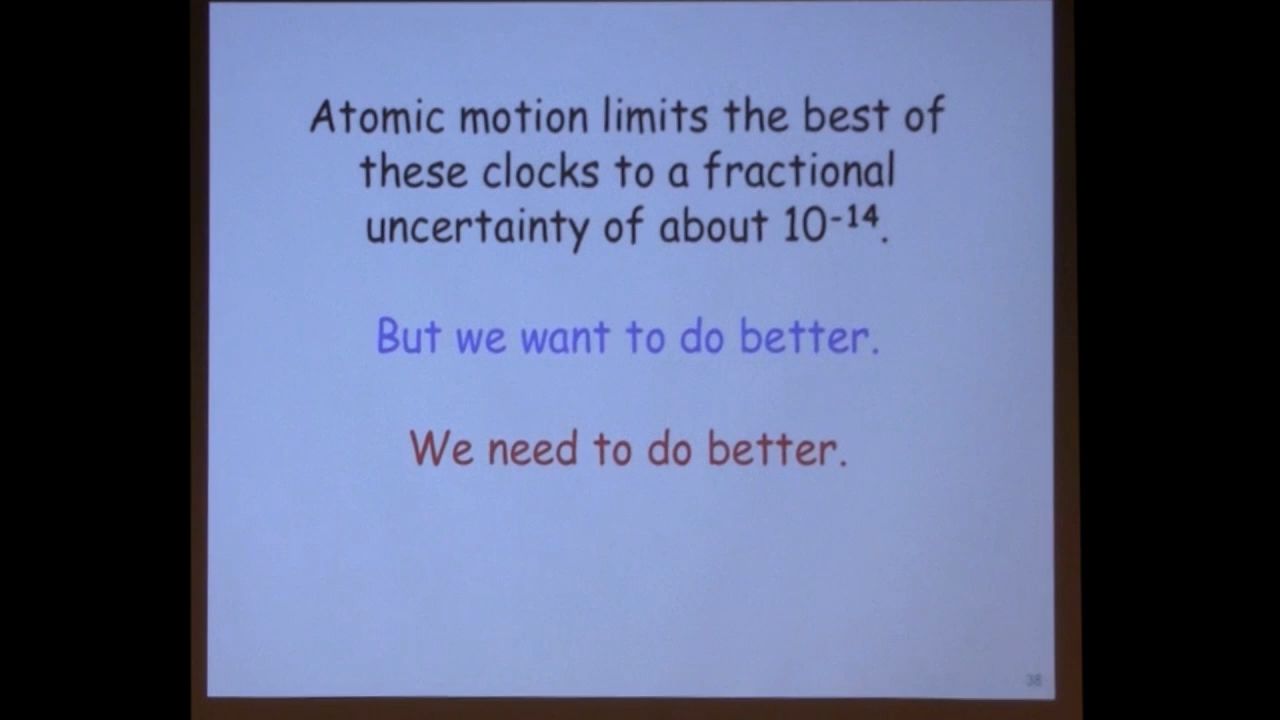 Atomic motion limits the best of
these clocks to a fractional
uncertainty of about 10⁻¹⁴.
But we want to do better.
We need to do better.